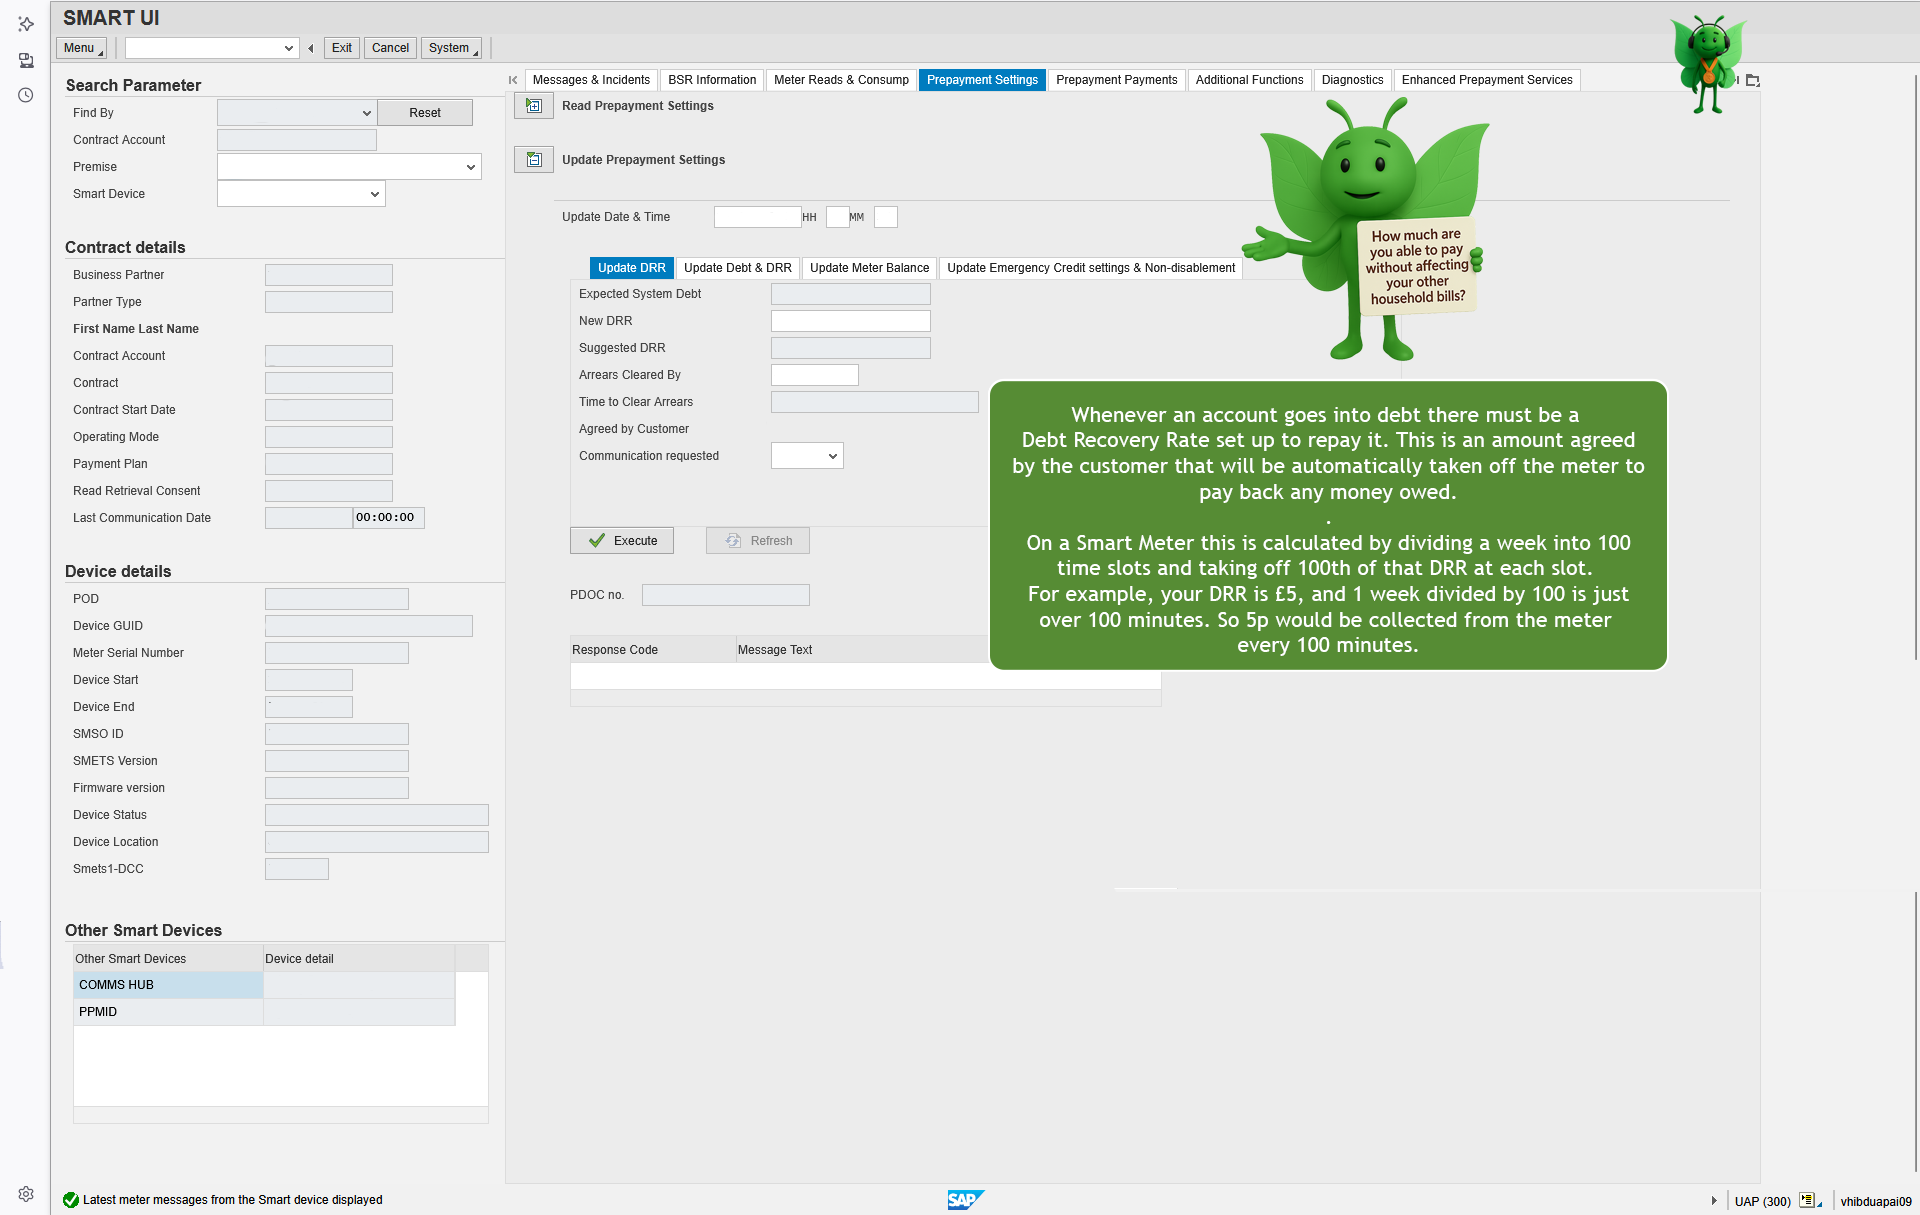 SMART UI
Menu
Exit
Cancel
System
Search Parameter
Find By
Reset
Contract Account
Premise
Smart Device
Contract details
Business Partner
Partner Type
First Name Last Name
Contract Account
Contract
Contract Start Date
Operating Mode
Payment Plan
Read Retrieval Consent
Last Communication Date 00:00:00
Device details
POD
Device GUID
Meter Serial Number
Device Start
Device End
SMSO ID
SMETS Version
Firmware version
Device Status
Device Location
Smets1-DCC
Other Smart Devices
Other Smart Devices Device detail
COMMS HUB
PPMID
Messages & Incidents BSR Information Meter Reads & Consump Prepayment Settings Prepayment Payments Additional Functions Diagnostics Enhanced Prepayment Services
Read Prepayment Settings
Update Prepayment Settings
Update Date & Time HH MM
Update DRR Update Debt & DRR Update Meter Balance Update Emergency Credit settings & Non-disablement
Expected System Debt
New DRR
Suggested DRR
Arrears Cleared By
Time to Clear Arrears
Agreed by Customer
Communication requested
Execute
Refresh
PDOC no.
Response Code Message Text
How much are
you able to pay
without affecting
your other
household bills?
Whenever an account goes into debt there must be a
Debt Recovery Rate set up to repay it. This is an amount agreed
by the customer that will be automatically taken off the meter to
pay back any money owed.
.
On a Smart Meter this is calculated by dividing a week into 100
time slots and taking off 100th of that DRR at each slot.
For example, your DRR is £5, and 1 week divided by 100 is just
over 100 minutes. So 5p would be collected from the meter
every 100 minutes.
Latest meter messages from the Smart device displayed
SAP
UAP (300)
vhibduapai09